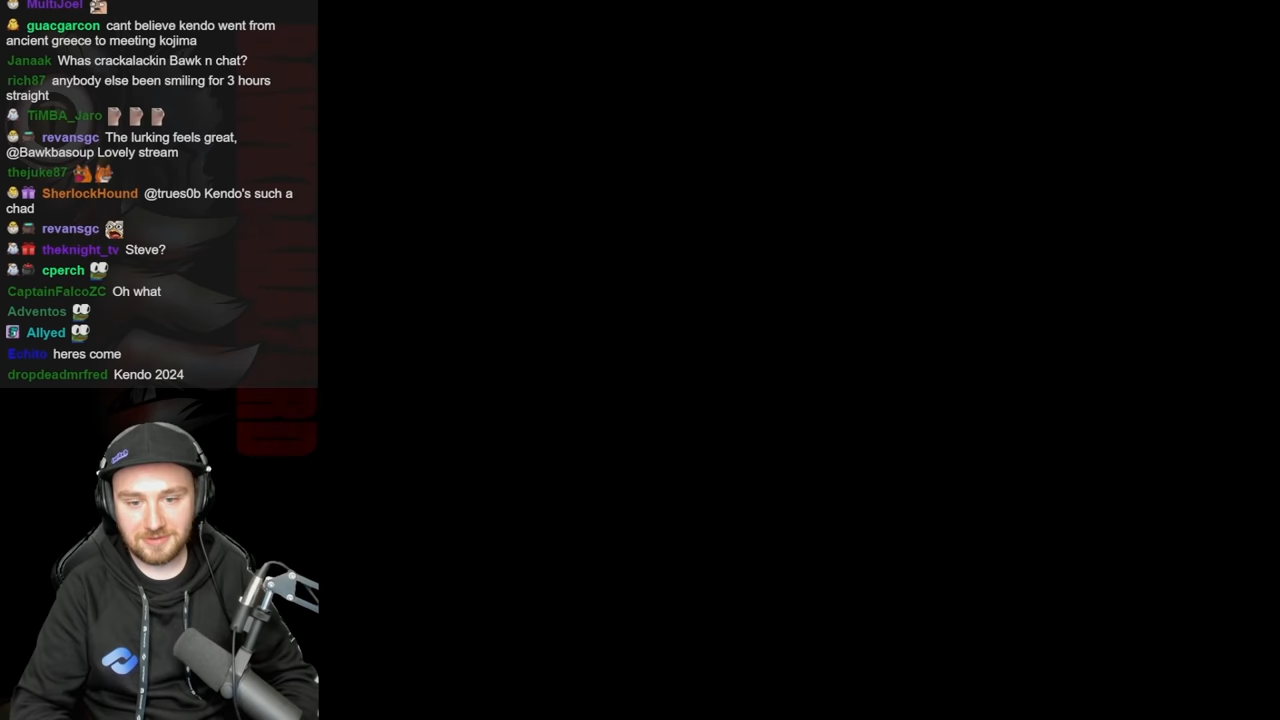 MultiJoel
guacgarcon cant believe kendo went from
ancient greece to meeting kojima
Janaak Whas crackalackin Bawk n chat?
rich87 anybody else been smiling for 3 hours
straight
TiMBA_Jaro
revansgc The lurking feels great,
@Bawkbasoup Lovely stream
thejuke87
SherlockHound @trues0b Kendo's such a
chad
revansgc
theknight_tv Steve?
cperch
CaptainFalcoZC Oh what
Adventos
Allyed
Echito heres come
dropdeadmrfred Kendo 2024